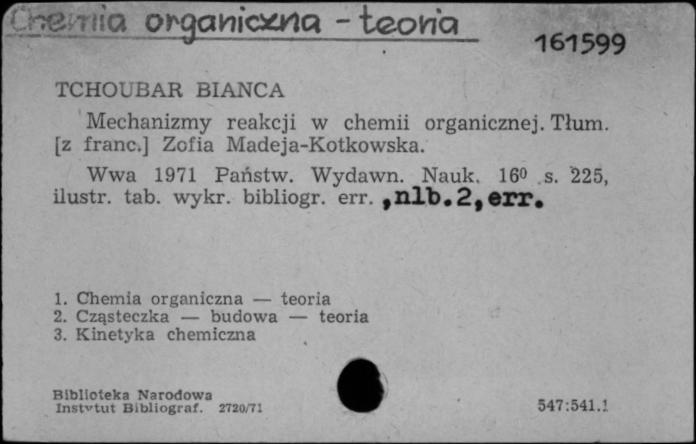 Chemia organiczna - teoria
161599
TCHOUBAR BIANCA
Mechanizmy reakcji w chemii organicznej. Tłum.
[z franc.] Zofia Madeja-Kotkowska.
Wwa 1971 Państw. Wydawn. Nauk. 16⁰ s. 225,
ilustr. tab. wykr. bibliogr. err. ,nlb.2,err.
1. Chemia organiczna — teoria
2. Cząsteczka — budowa — teoria
3. Kinetyka chemiczna
Biblioteka Narodowa
Instytut Bibliograf. 2720/71
547:541.1